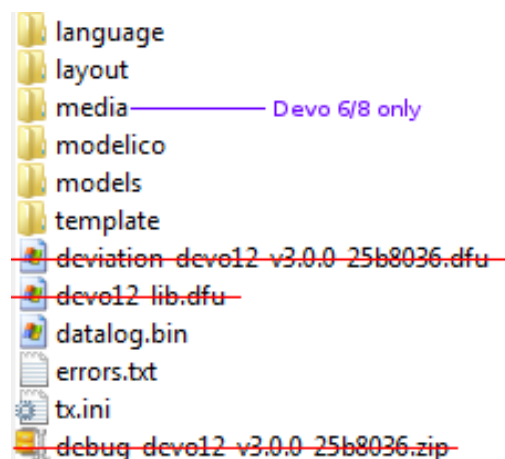 language
layout
media Devo 6/8 only
modelico
models
template
deviation devo12 v3.0.0 25b8036.dfu
devo12 lib.dfu
datalog.bin
errors.txt
tx.ini
debug devo12 v3.0.0 25b8036.zip